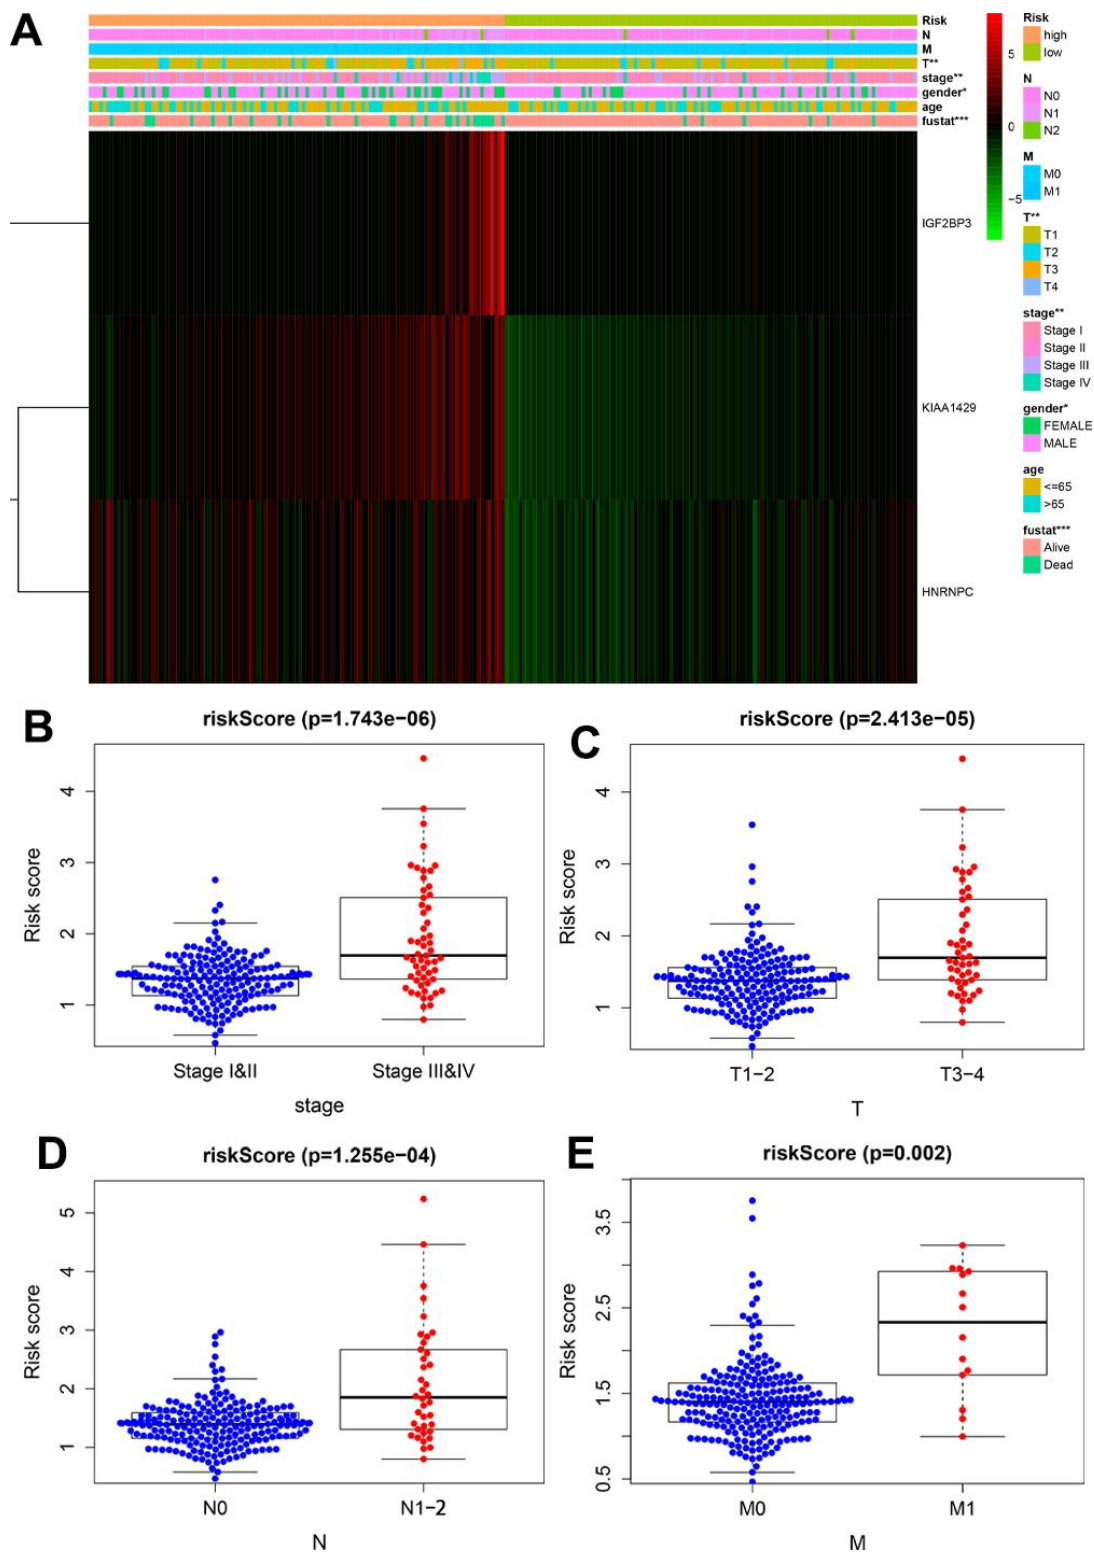 A
Risk
N
M
T**
stage**
gender*
age
fustat***
IGF2BP3
KIAA1429
HNRNPC
5
0
−5
Risk
high
low
N
N0
N1
N2
M
M0
M1
T**
T1
T2
T3
T4
stage**
Stage I
Stage II
Stage III
Stage IV
gender*
FEMALE
MALE
age
<=65
>65
fustat***
Alive
Dead
B
riskScore (p=1.743e−06)
Risk score
4
3
2
1
Stage I&II
Stage III&IV
stage
C
riskScore (p=2.413e−05)
Risk score
4
3
2
1
T1−2
T3−4
T
D
riskScore (p=1.255e−04)
Risk score
5
4
3
2
1
N0
N1−2
N
E
riskScore (p=0.002)
Risk score
3.5
2.5
1.5
0.5
M0
M1
M